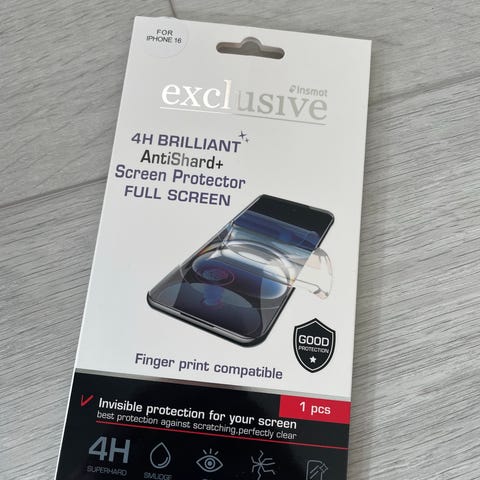 FOR
IPHONE 16
insmat
exclusive
4H BRILLIANT
AntiShard+
Screen Protector
FULL SCREEN
GOOD
PROTECTION
Finger print compatible
1 pcs
Invisible protection for your screen
best protection against scratching,perfectly clear
4H
SUPERHARD
SMUDGE